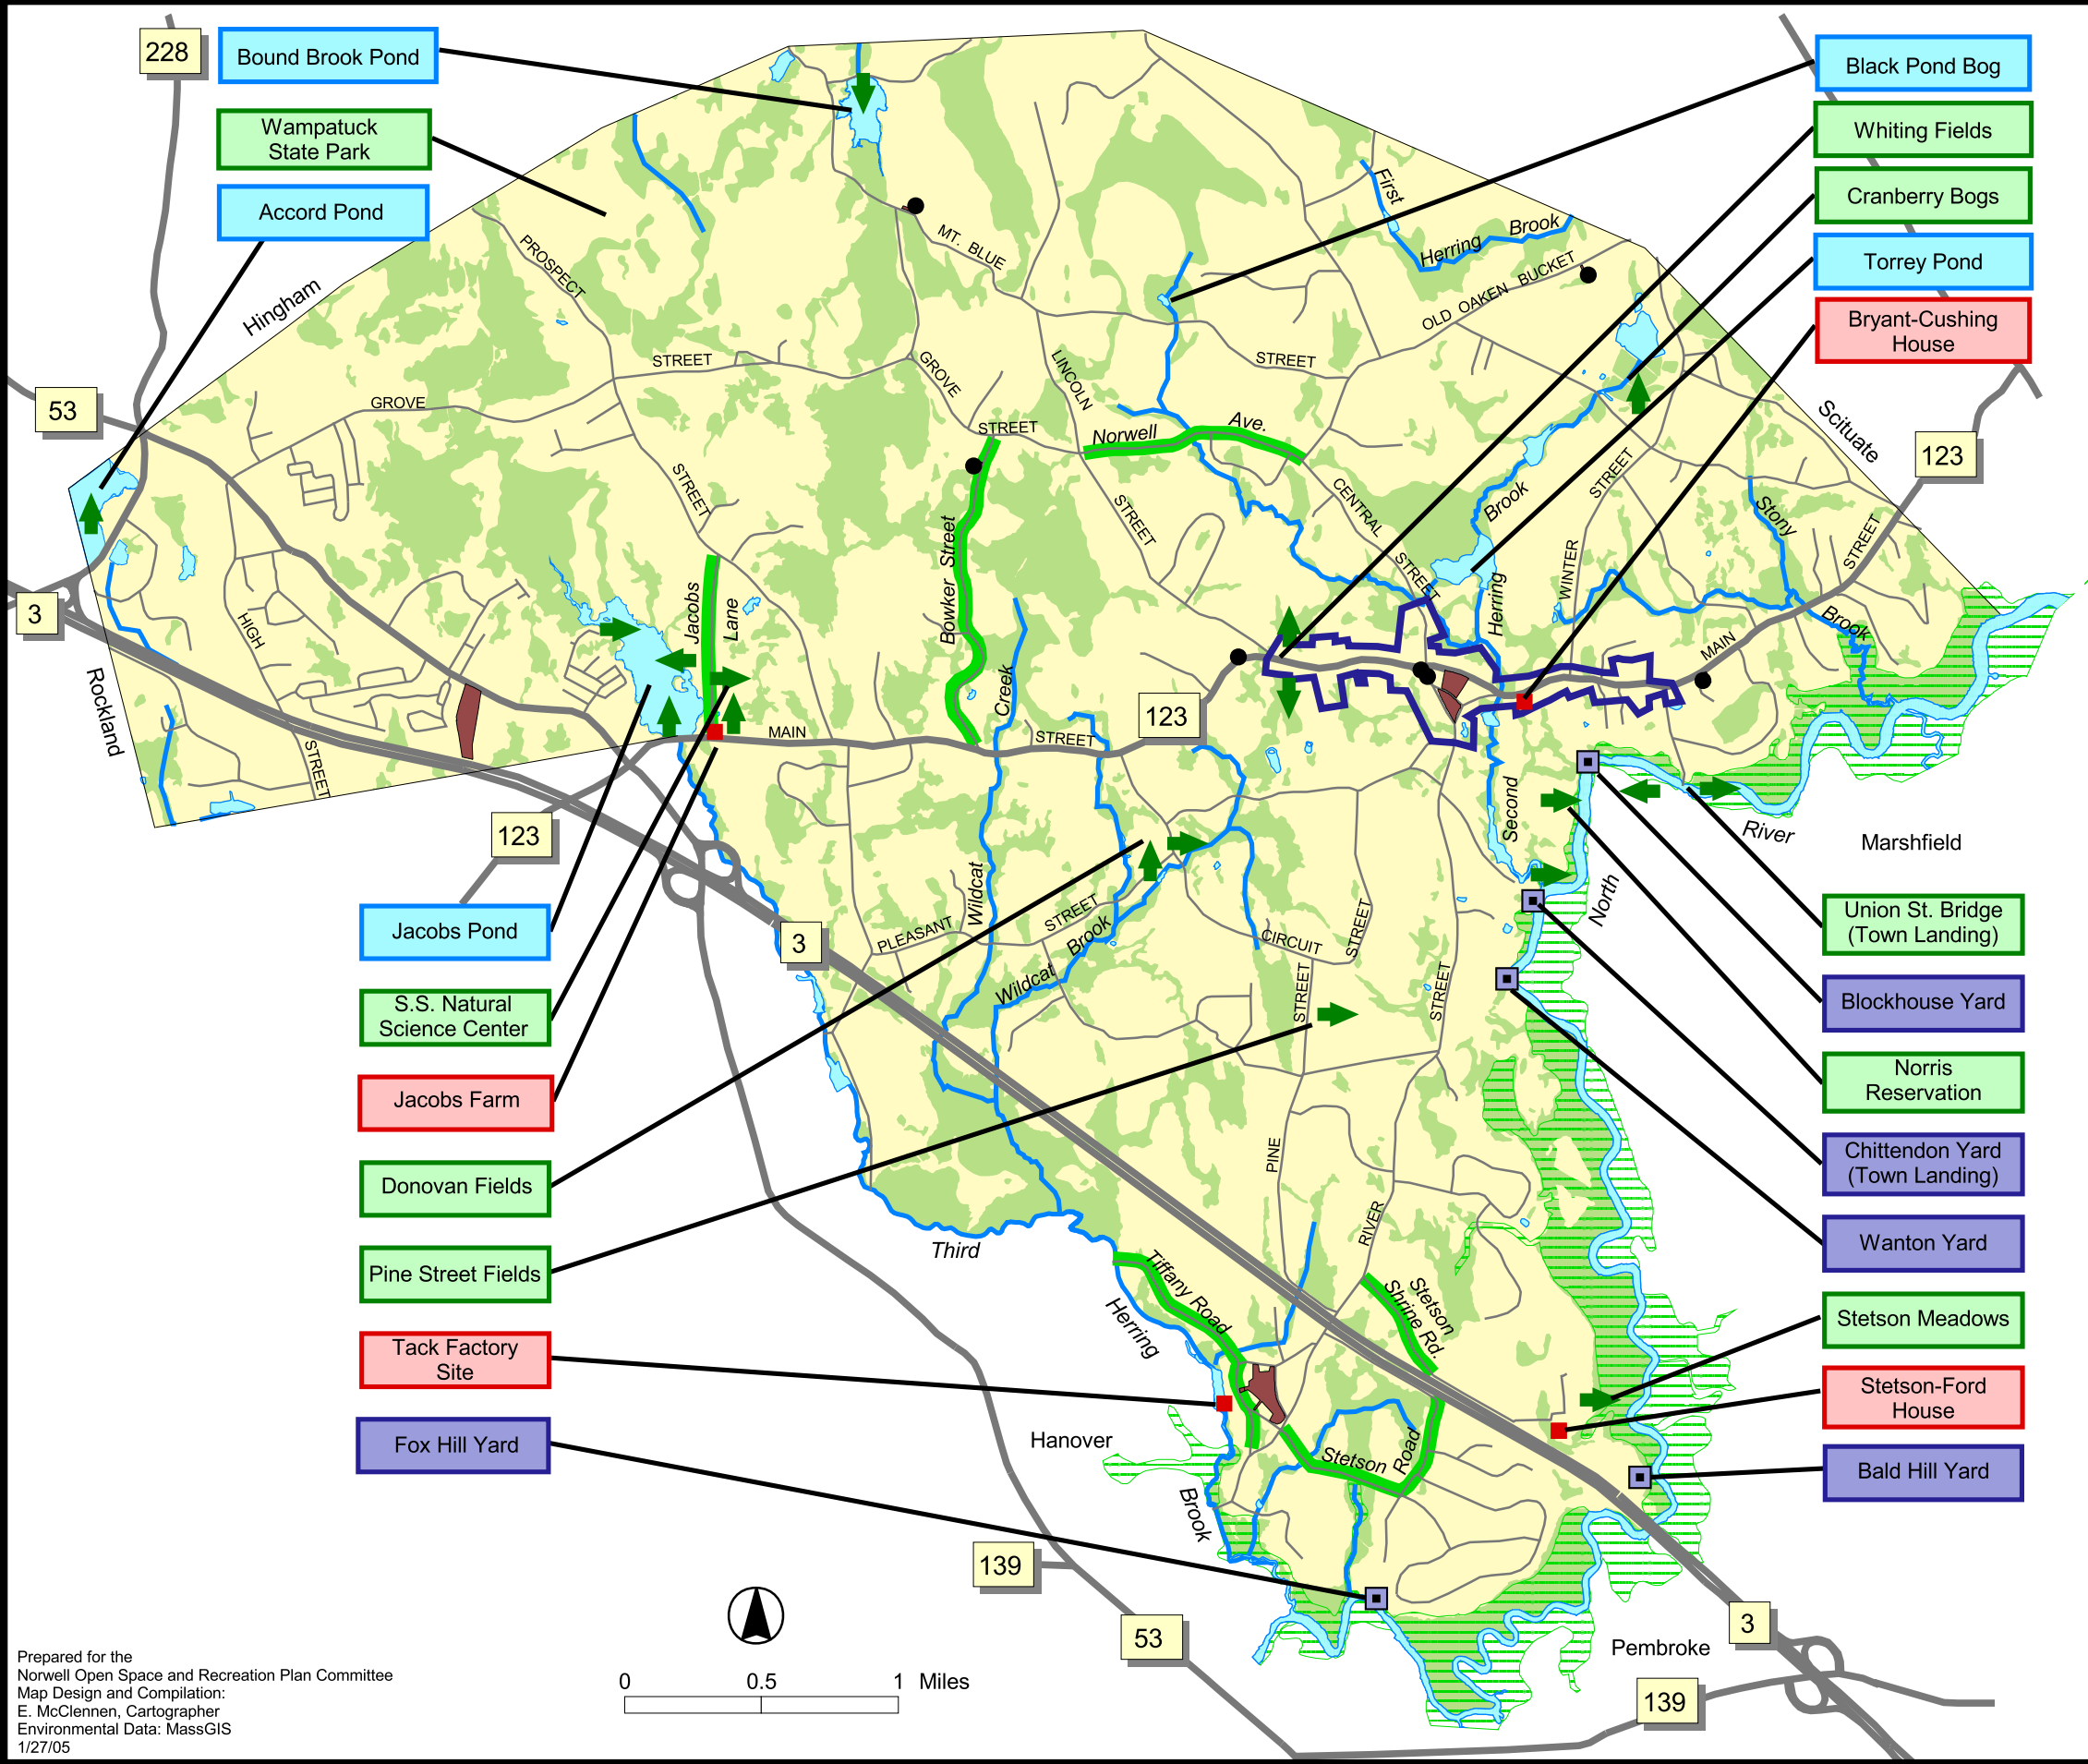 228
Bound Brook Pond
Wampatuck
State Park
Accord Pond
53
3
Hingham
Rockland
Black Pond Bog
Whiting Fields
Cranberry Bogs
Torrey Pond
Bryant-Cushing
House
Scituate
123
First
Herring
Brook
OLD OAKEN BUCKET
MT. BLUE
PROSPECT
STREET
GROVE
GROVE
STREET
LINCOLN
STREET
Norwell
Ave.
STREET
STREET
CENTRAL
STREET
Brook
STREET
WINTER
Stony
Brook
STREET
MAIN
Herring
Bowker Street
Jacobs
Lane
HIGH
STREET
Creek
MAIN
STREET
123
123
Second
River
North
Marshfield
Wildcat
PLEASANT
STREET
Wildcat
Brook
CIRCUIT
STREET
STREET
STREET
3
PINE
RIVER
Third
Herring
Tiffany Road
Stetson
Shrine Rd.
Stetson
Road
Hanover
Brook
Jacobs Pond
S.S. Natural
Science Center
Jacobs Farm
Donovan Fields
Pine Street Fields
Tack Factory
Site
Fox Hill Yard
Union St. Bridge
(Town Landing)
Blockhouse Yard
Norris
Reservation
Chittendon Yard
(Town Landing)
Wanton Yard
Stetson Meadows
Stetson-Ford
House
Bald Hill Yard
139
53
3
Pembroke
139
0 0.5 1 Miles
Prepared for the
Norwell Open Space and Recreation Plan Committee
Map Design and Compilation:
E. McClennen, Cartographer
Environmental Data: MassGIS
1/27/05